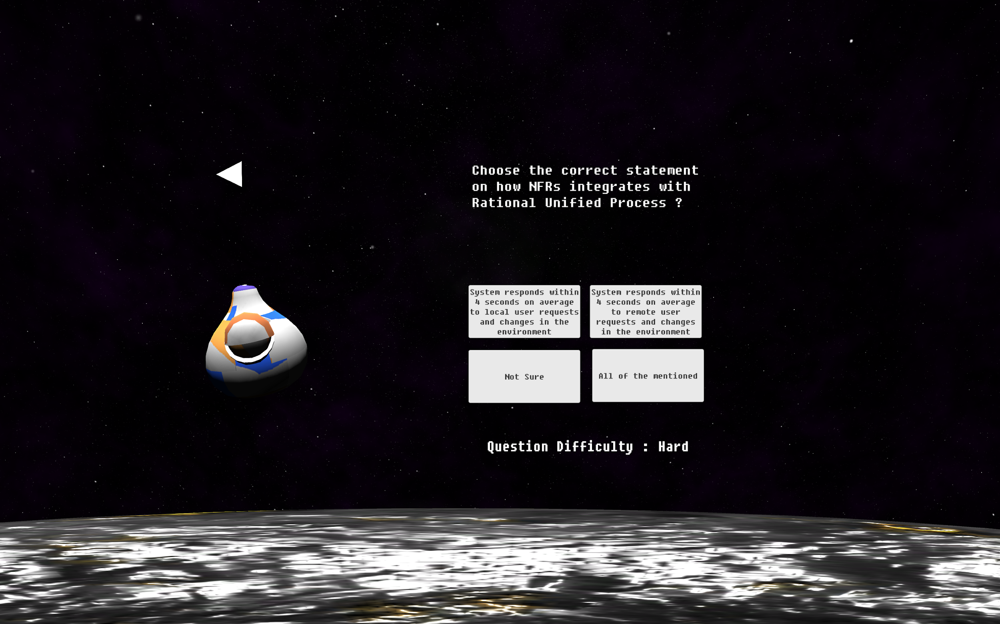 Choose the correct statement
on how NFRs integrates with
Rational Unified Process ?
System responds within
4 seconds on average
to local user requests
and changes in the
environment
System responds within
4 seconds on average
to remote user
requests and changes
in the environment
Not Sure
All of the mentioned
Question Difficulty : Hard